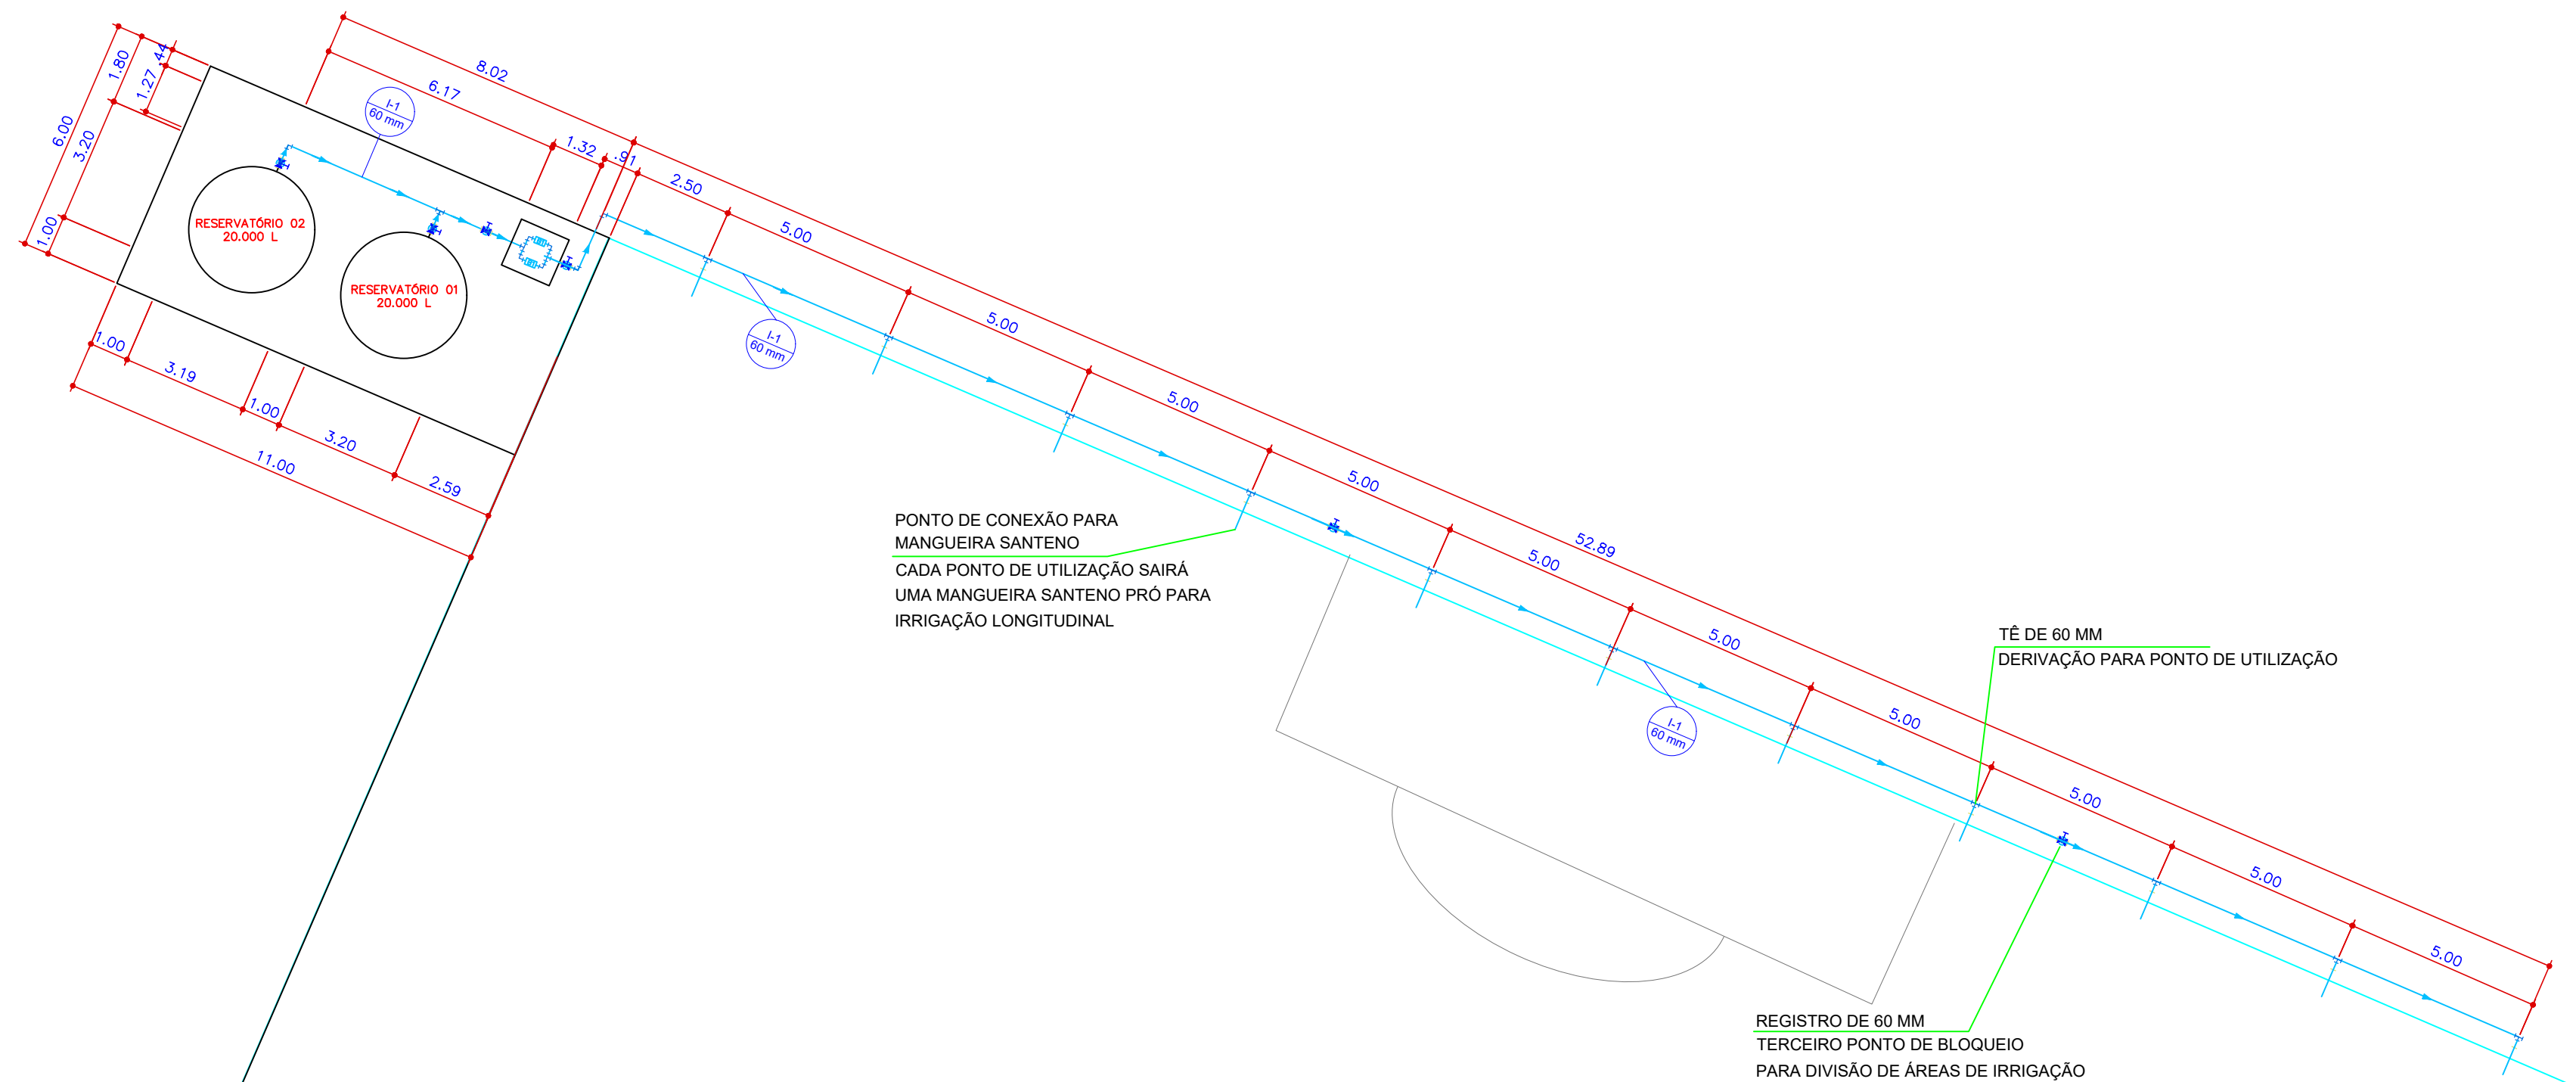 8.02
6.17
1.32
.91
2.50
5.00
5.00
5.00
5.00
5.00
5.00
5.00
5.00
5.00
5.00
52.89
.44
1.80
1.27
6.00
3.20
1.00
I-1
60 mm
RESERVATÓRIO 02
20.000 L
RESERVATÓRIO 01
20.000 L
I-1
60 mm
1.00
3.19
1.00
3.20
2.59
11.00
PONTO DE CONEXÃO PARA
MANGUEIRA SANTENO
CADA PONTO DE UTILIZAÇÃO SAIRÁ
UMA MANGUEIRA SANTENO PRÓ PARA
IRRIGAÇÃO LONGITUDINAL
TÊ DE 60 MM
DERIVAÇÃO PARA PONTO DE UTILIZAÇÃO
I-1
60 mm
REGISTRO DE 60 MM
TERCEIRO PONTO DE BLOQUEIO
PARA DIVISÃO DE ÁREAS DE IRRIGAÇÃO